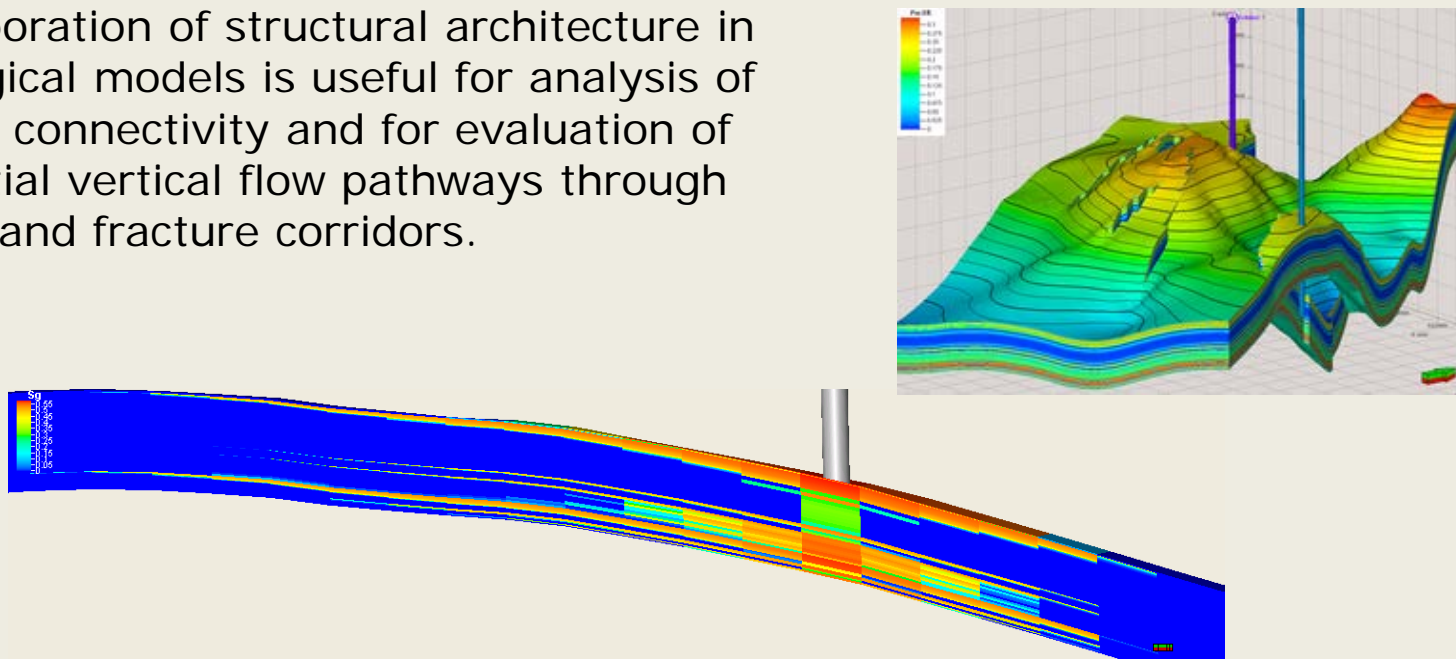 oration of structural architecture in
gical models is useful for analysis of
connectivity and for evaluation of
ial vertical flow pathways through
and fracture corridors.
Sg